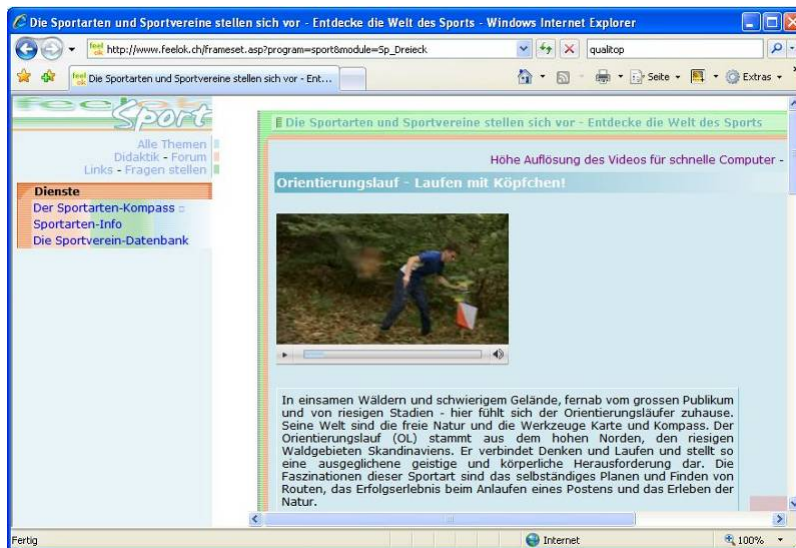 Die Sportarten und Sportvereine stellen sich vor - Entdecke die Welt des Sports - Windows Internet Explorer
http://www.feelok.ch/frameset.asp?program=sport&module=Sp_Dreieck
qualitop
Die Sportarten und Sportvereine stellen sich vor - Ent...
Seite
Extras
feelok
Sport
Alle Themen
Didaktik - Forum
Links - Fragen stellen
Dienste
Der Sportarten-Kompass
Sportarten-Info
Die Sportverein-Datenbank
Die Sportarten und Sportvereine stellen sich vor - Entdecke die Welt des Sports
Höhe Auflösung des Videos für schnelle Computer -
Orientierungslauf - Laufen mit Köpfchen!
In einsamen Wäldern und schwierigem Gelände, fernab vom grossen Publikum
und von riesigen Stadien - hier fühlt sich der Orientierungsläufer zuhause.
Seine Welt sind die freie Natur und die Werkzeuge Karte und Kompass. Der
Orientierungslauf (OL) stammt aus dem hohen Norden, den riesigen
Waldgebieten Skandinaviens. Er verbindet Denken und Laufen und stellt so
eine ausgeglichene geistige und körperliche Herausforderung dar. Die
Faszinationen dieser Sportart sind das selbständiges Planen und Finden von
Routen, das Erfolgserlebnis beim Anlaufen eines Postens und das Erleben der
Natur.
Fertig
Internet
100%